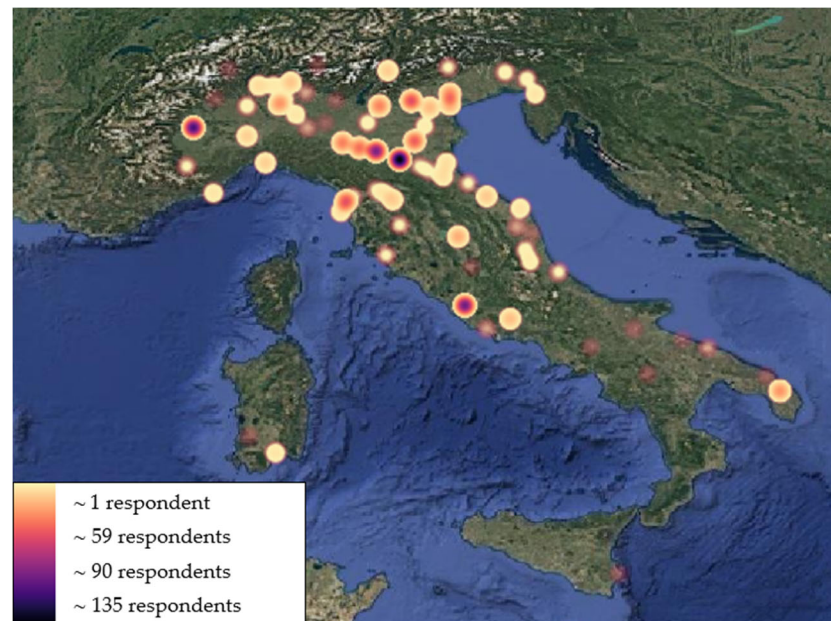 ~ 1 respondent
~ 59 respondents
~ 90 respondents
~ 135 respondents